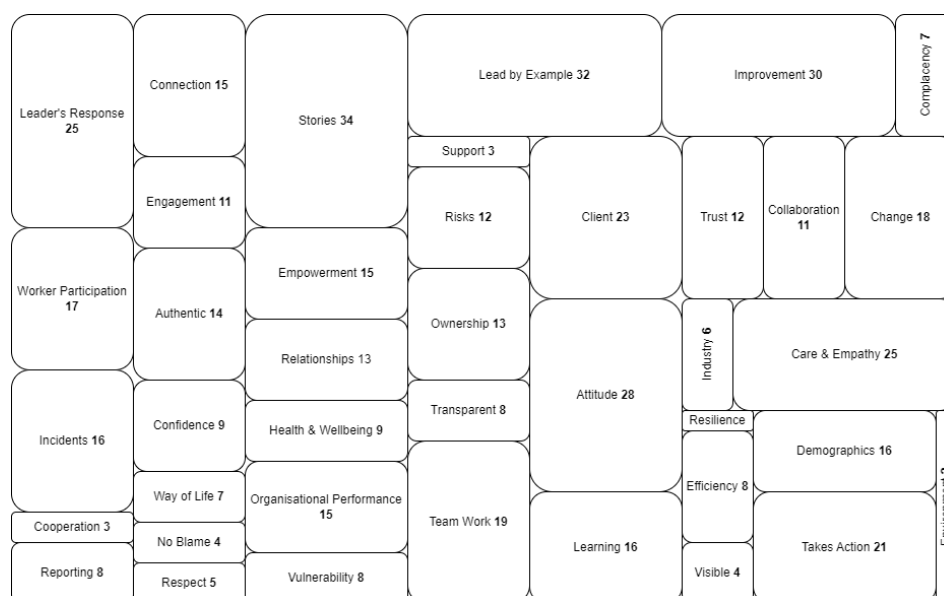 Leader's Response
25
Connection 15
Stories 34
Lead by Example 32
Improvement 30
Complacency 7
Support 3
Engagement 11
Risks 12
Client 23
Trust 12
Collaboration
11
Change 18
Worker Participation
17
Authentic 14
Empowerment 15
Ownership 13
Relationships 13
Industry 6
Care & Empathy 25
Attitude 28
Transparent 8
Resilience
Incidents 16
Confidence 9
Health & Wellbeing 9
Demographics 16
Way of Life 7
Organisational Performance
15
Efficiency 8
Cooperation 3
Team Work 19
No Blame 4
Learning 16
Takes Action 21
Reporting 8
Respect 5
Vulnerability 8
Visible 4